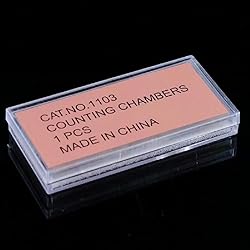 CAT.NO.1103
COUNTING CHAMBERS
1 PCS
MADE IN CHINA